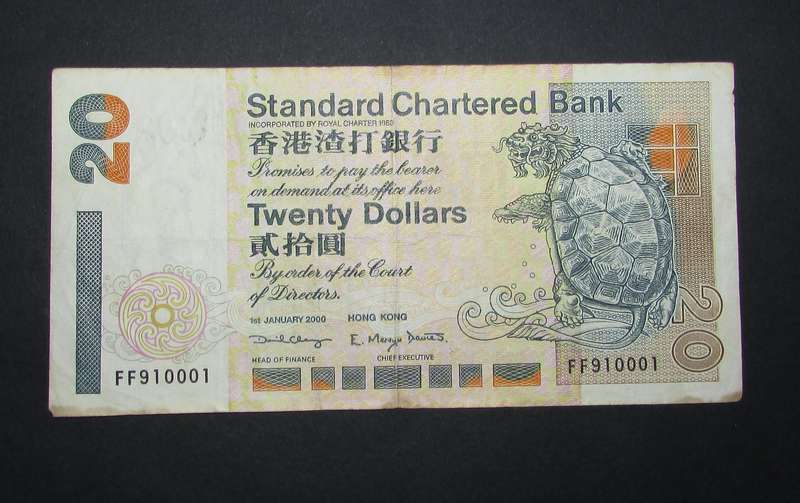 20
Standard Chartered Bank
INCORPORATED BY ROYAL CHARTER 1853
香港渣打銀行
Promises to pay the bearer
on demand at its office here
Twenty Dollars
貳拾圓
By order of the Court
of Directors.
1st JANUARY 2000 HONG KONG
E. Mervyn Davies
HEAD OF FINANCE CHIEF EXECUTIVE
FF910001
FF910001
20